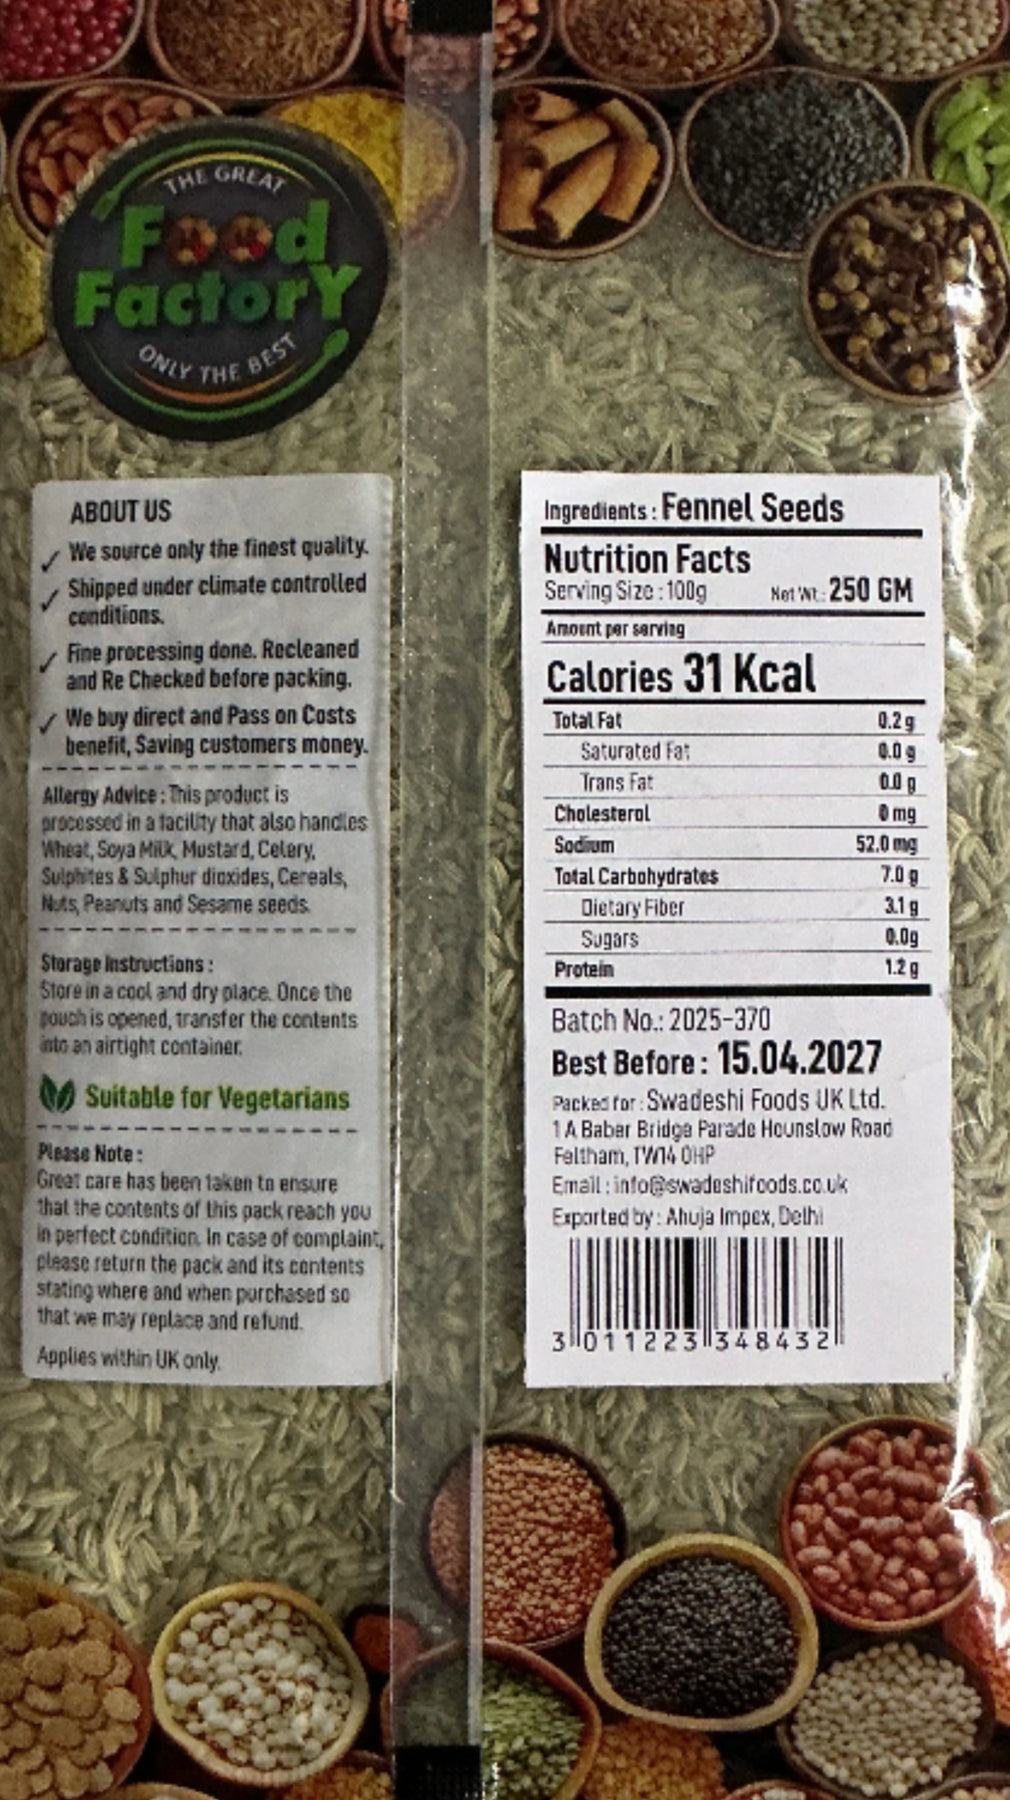 THE GREAT
Food
FactorY
ONLY THE BEST
ABOUT US
✓ We source only the finest quality.
✓ Shipped under climate controlled
conditions.
✓ Fine processing done. Recleaned
and Re Checked before packing.
✓ We buy direct and Pass on Costs
benefit, Saving customers money.
Allergy Advice : This product is
processed in a facility that also handles
Wheat, Soya Milk, Mustard, Celery,
Sulphites & Sulphur dioxides, Cereals,
Nuts, Peanuts and Sesame seeds.
Storage Instructions :
Store in a cool and dry place. Once the
pouch is opened, transfer the contents
into an airtight container.
Suitable for Vegetarians
Please Note :
Great care has been taken to ensure
that the contents of this pack reach you
in perfect condition. In case of complaint,
please return the pack and its contents
stating where and when purchased so
that we may replace and refund.
Applies within UK only.
Ingredients : Fennel Seeds
Nutrition Facts
Serving Size : 100g Net Wt.: 250 GM
Amount per serving
Calories 31 Kcal
Total Fat 0.2 g
Saturated Fat 0.0 g
Trans Fat 0.0 g
Cholesterol 0 mg
Sodium 52.0 mg
Total Carbohydrates 7.0 g
Dietary Fiber 3.1 g
Sugars 0.0g
Protein 1.2 g
Batch No.: 2025-370
Best Before : 15.04.2027
Packed for : Swadeshi Foods UK Ltd.
1 A Baber Bridge Parade Hounslow Road
Feltham, TW14 0HP
Email : info@swadeshifoods.co.uk
Exported by : Ahuja Impex, Delhi
3 011223 348432